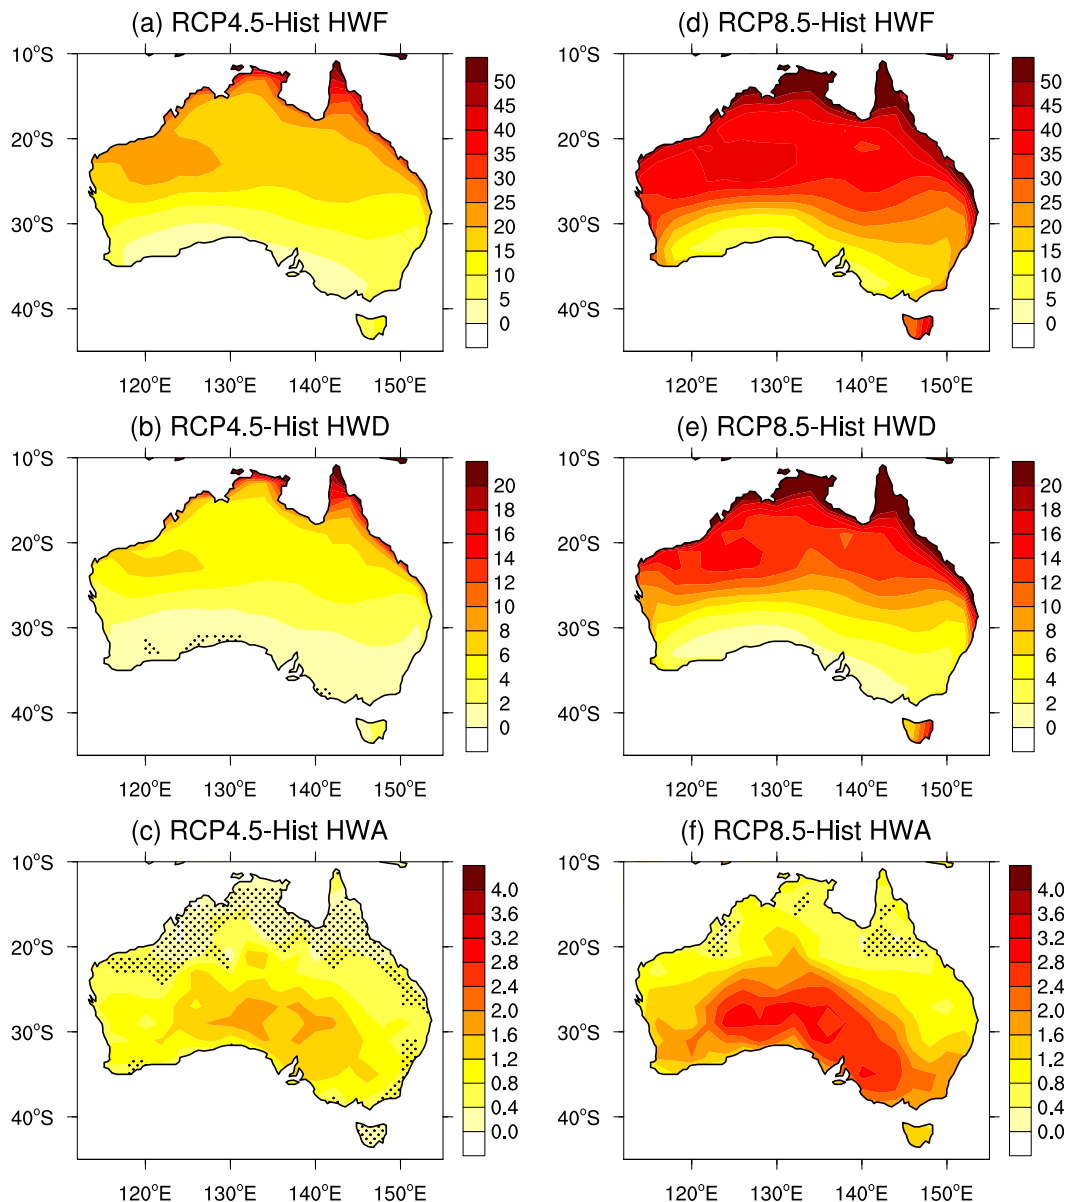 (a) RCP4.5-Hist HWF
10°S
20°S
30°S
40°S
120°E 130°E 140°E 150°E
50
45
40
35
30
25
20
15
10
5
0
(d) RCP8.5-Hist HWF
10°S
20°S
30°S
40°S
120°E 130°E 140°E 150°E
50
45
40
35
30
25
20
15
10
5
0
(b) RCP4.5-Hist HWD
10°S
20°S
30°S
40°S
120°E 130°E 140°E 150°E
20
18
16
14
12
10
8
6
4
2
0
(e) RCP8.5-Hist HWD
10°S
20°S
30°S
40°S
120°E 130°E 140°E 150°E
20
18
16
14
12
10
8
6
4
2
0
(c) RCP4.5-Hist HWA
10°S
20°S
30°S
40°S
120°E 130°E 140°E 150°E
4.0
3.6
3.2
2.8
2.4
2.0
1.6
1.2
0.8
0.4
0.0
(f) RCP8.5-Hist HWA
10°S
20°S
30°S
40°S
120°E 130°E 140°E 150°E
4.0
3.6
3.2
2.8
2.4
2.0
1.6
1.2
0.8
0.4
0.0